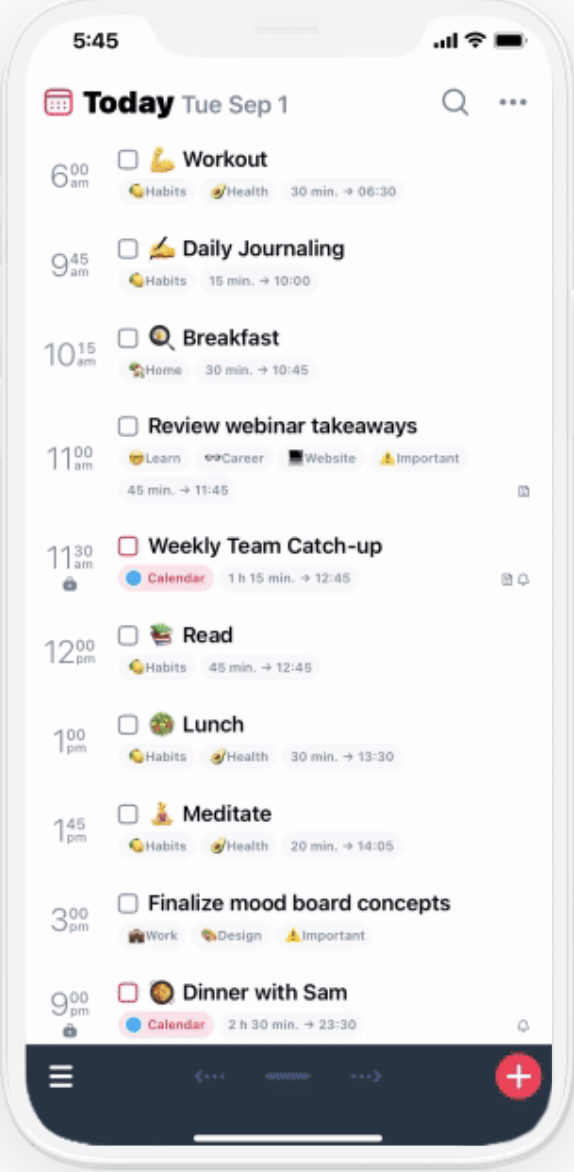 5:45
Today Tue Sep 1
6 00 am
Workout
Habits Health 30 min. → 06:30
9 45 am
Daily Journaling
Habits 15 min. → 10:00
10 15 am
Breakfast
Home 30 min. → 10:45
11 00 am
Review webinar takeaways
Learn Career Website Important
45 min. → 11:45
11 30 am
Weekly Team Catch-up
Calendar 1 h 15 min. → 12:45
12 00 pm
Read
Habits 45 min. → 12:45
1 00 pm
Lunch
Habits Health 30 min. → 13:30
1 45 pm
Meditate
Habits Health 20 min. → 14:05
3 00 pm
Finalize mood board concepts
Work Design Important
9 00 pm
Dinner with Sam
Calendar 2 h 30 min. → 23:30